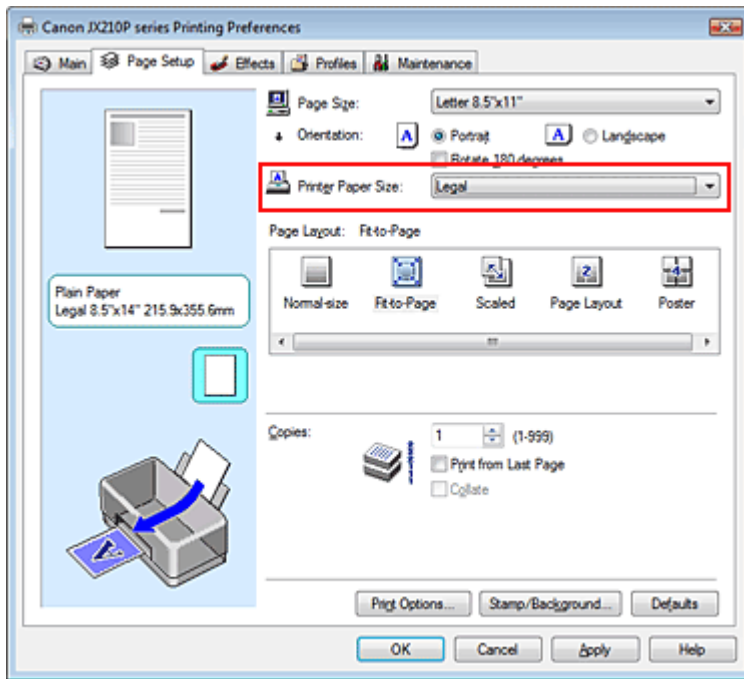 Canon JX210P series Printing Preferences
Main Page Setup Effects Profiles Maintenance
Page Size: Letter 8.5"x11"
Orientation: A Portrait A Landscape
Rotate 180 degrees
Printer Paper Size: Legal
Page Layout: Fit-to-Page
Normal-size Fit-to-Page Scaled Page Layout Poster
Plain Paper
Legal 8.5"x14" 215.9x355.6mm
Copies: 1 (1-999)
Print from Last Page
Collate
Print Options... Stamp/Background... Defaults
OK Cancel Apply Help